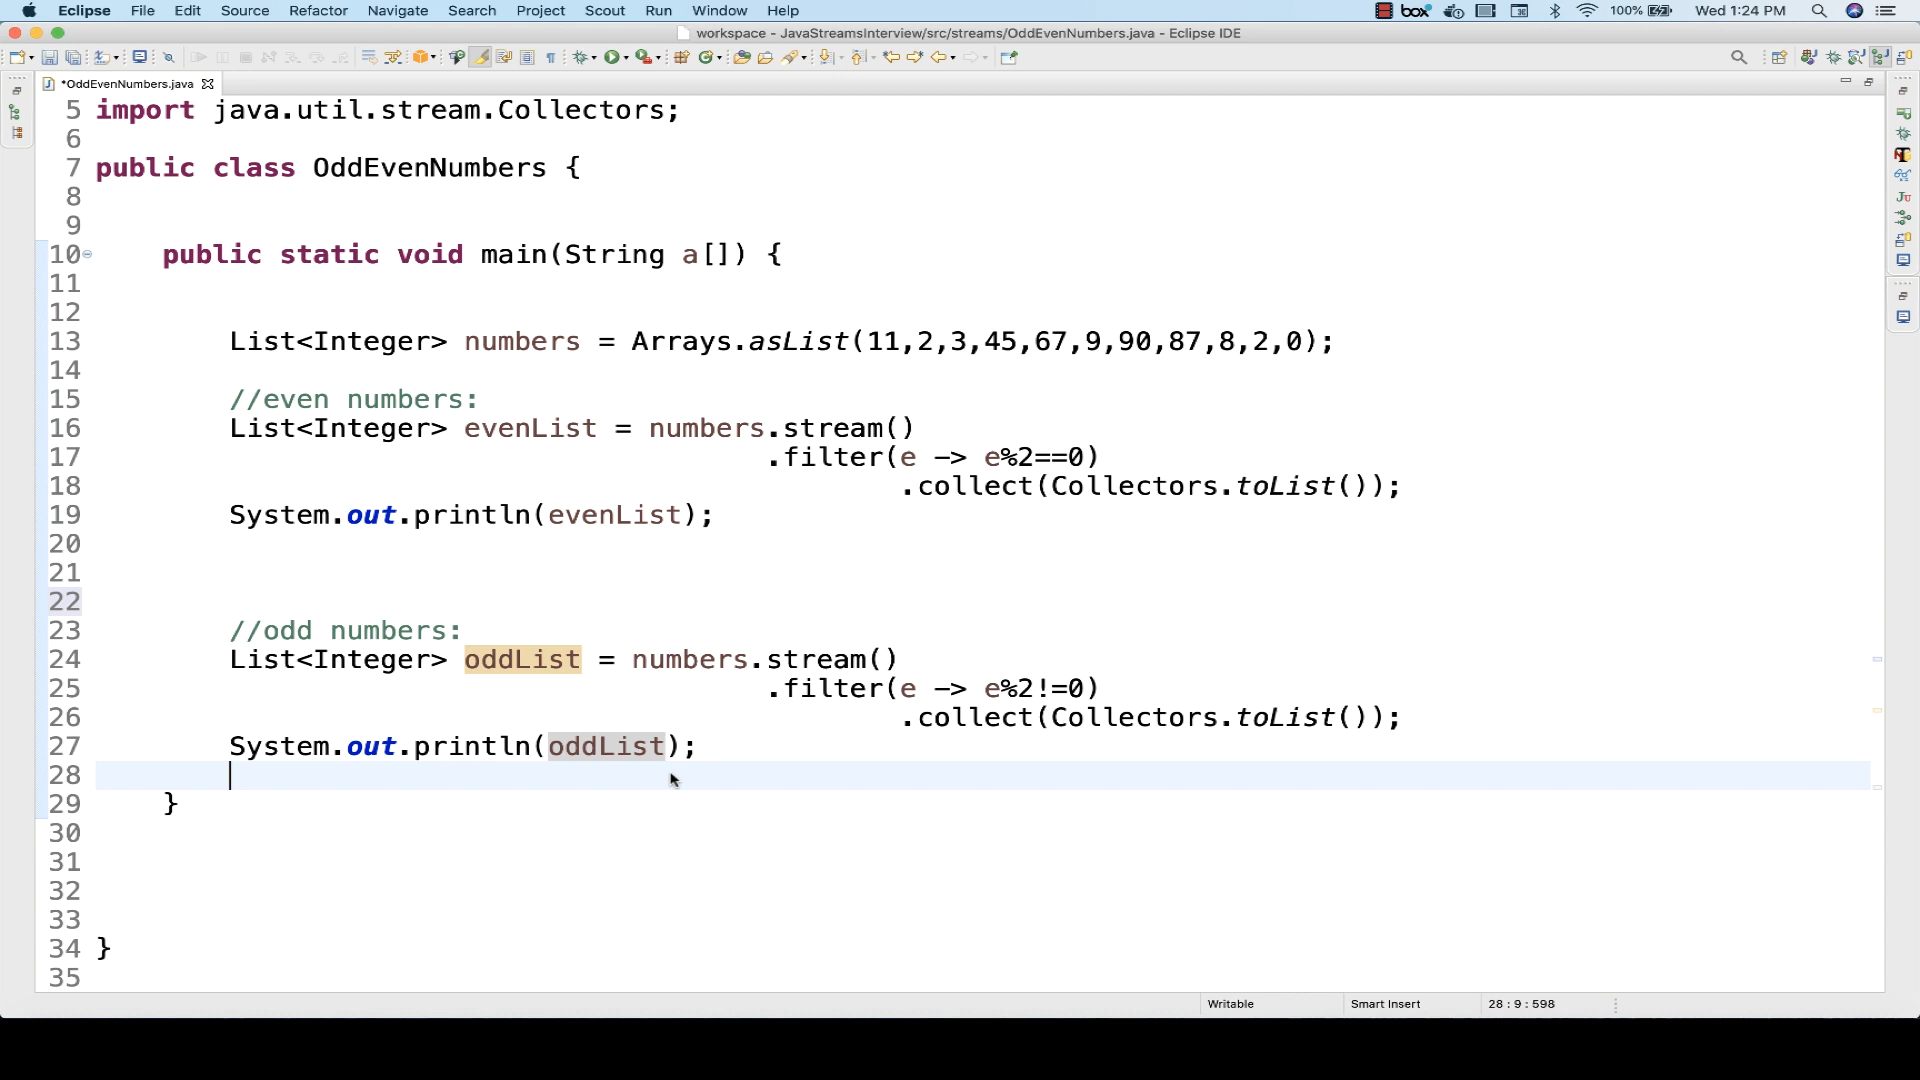 Eclipse File Edit Source Refactor Navigate Search Project Scout Run Window Help box 100% Wed 1:24 PM
workspace - JavaStreamsInterview/src/streams/OddEvenNumbers.java - Eclipse IDE
*OddEvenNumbers.java
5 import java.util.stream.Collectors;
6
7 public class OddEvenNumbers {
8
9
10 public static void main(String a[]) {
11
12
13 List<Integer> numbers = Arrays.asList(11,2,3,45,67,9,90,87,8,2,0);
14
15 //even numbers:
16 List<Integer> evenList = numbers.stream()
17 .filter(e -> e%2==0)
18 .collect(Collectors.toList());
19 System.out.println(evenList);
20
21
22
23 //odd numbers:
24 List<Integer> oddList = numbers.stream()
25 .filter(e -> e%2!=0)
26 .collect(Collectors.toList());
27 System.out.println(oddList);
28
29 }
30
31
32
33
34 }
35
Writable Smart Insert 28 : 9 : 598